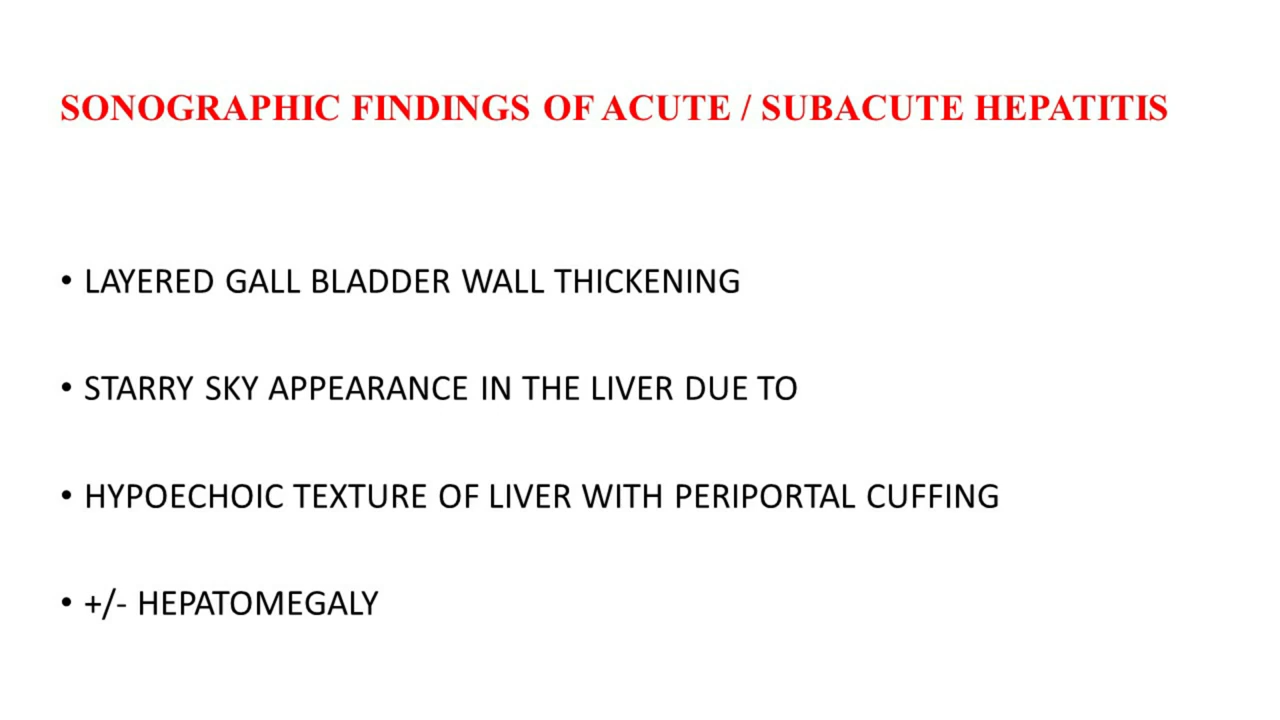 SONOGRAPHIC FINDINGS OF ACUTE / SUBACUTE HEPATITIS
• LAYERED GALL BLADDER WALL THICKENING
• STARRY SKY APPEARANCE IN THE LIVER DUE TO
• HYPOECHOIC TEXTURE OF LIVER WITH PERIPORTAL CUFFING
• +/- HEPATOMEGALY